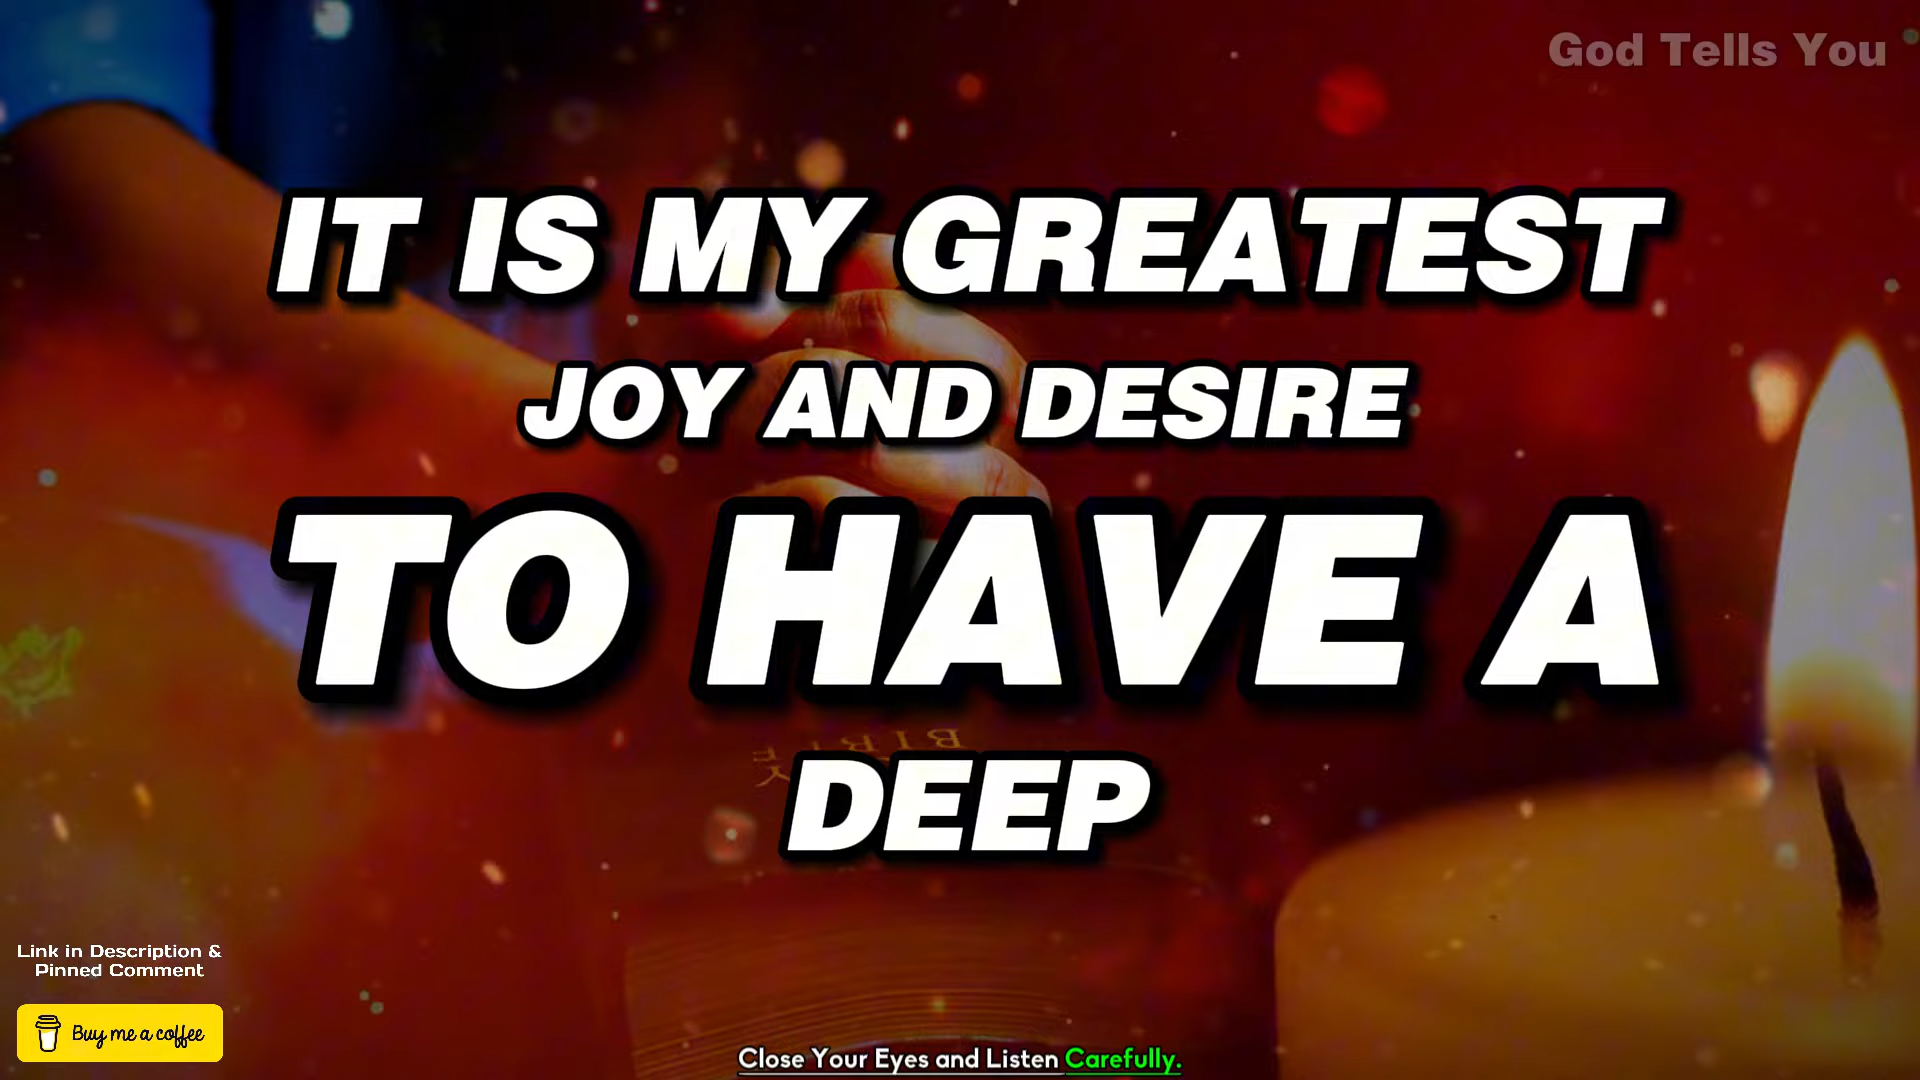 God Tells You
IT IS MY GREATEST
JOY AND DESIRE
TO HAVE A
DEEP
BIBLE
Link in Description &
Pinned Comment
Buy me a coffee
Close Your Eyes and Listen Carefully.